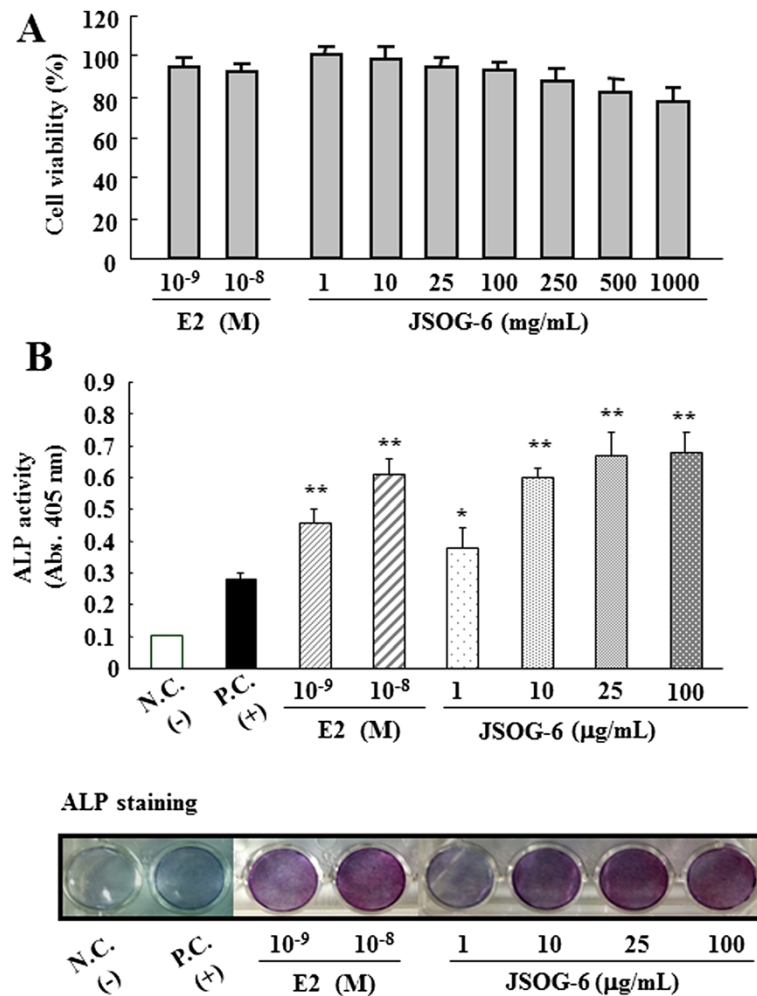 A
Cell viability (%)
120
100
80
60
40
20
0
10-9 10-8 1 10 25 100 250 500 1000
E2 (M) JSOG-6 (mg/mL)
B
ALP activity
(Abs. 405 nm)
0.9
0.8
0.7
0.6
0.5
0.4
0.3
0.2
0.1
0
** ** * ** ** **
N.C. (-) P.C. (+) 10-9 10-8 1 10 25 100
E2 (M) JSOG-6 (µg/mL)
ALP staining
N.C. (-) P.C. (+) 10-9 10-8 1 10 25 100
E2 (M) JSOG-6 (µg/mL)